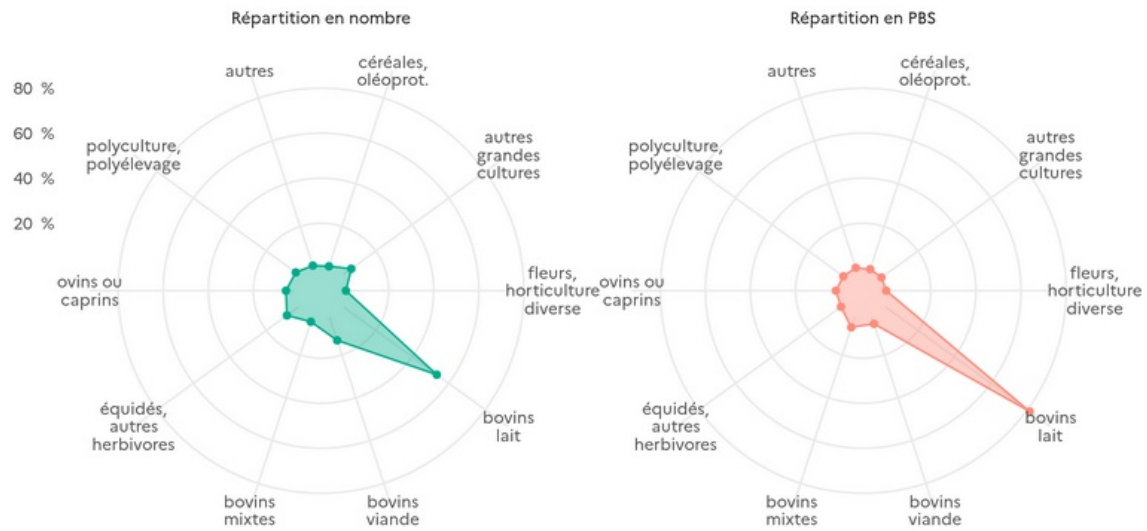 Répartition en nombre
80 %
60 %
40 %
20 %
autres
céréales,
oléoprot.
autres
grandes
cultures
fleurs,
horticulture
diverse
bovins
lait
bovins
viande
bovins
mixtes
équidés,
autres
herbivores
ovins ou
caprins
polyculture,
polyélevage
Répartition en PBS
autres
céréales,
oléoprot.
autres
grandes
cultures
fleurs,
horticulture
diverse
bovins
lait
bovins
viande
bovins
mixtes
équidés,
autres
herbivores
ovins ou
caprins
polyculture,
polyélevage